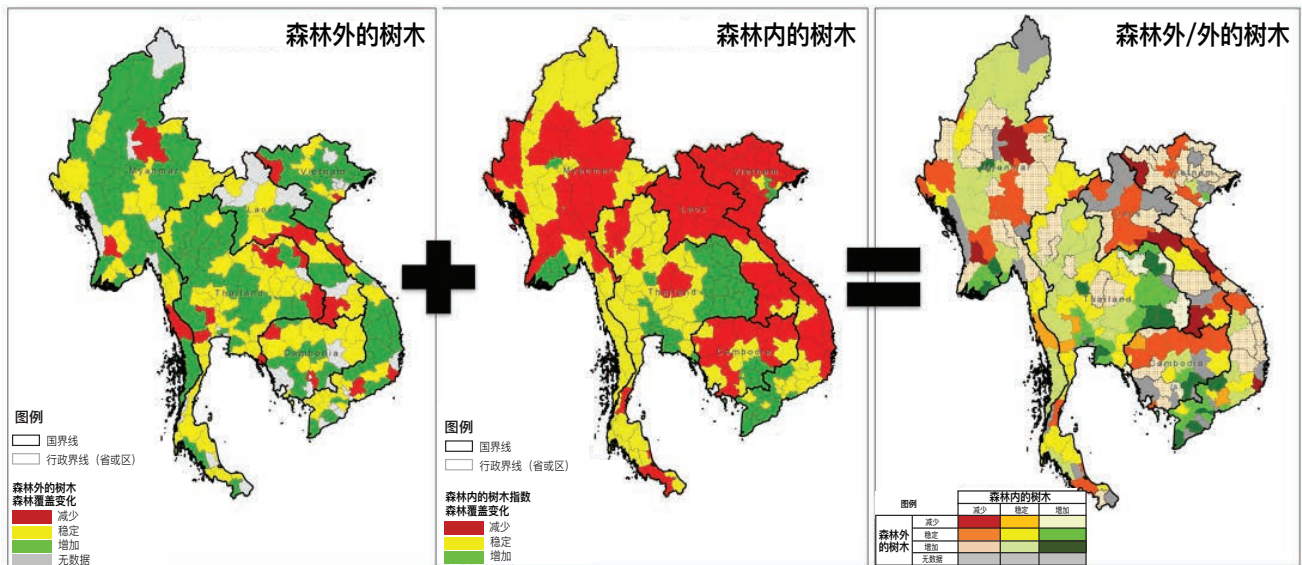 森林外的树木
Myanmar
Vietnam
Laos
Thailand
Cambodia
图例
国界线
行政界线（省或区）
森林外的树木
森林覆盖变化
减少
稳定
增加
无数据
森林内的树木
Myanmar
Vietnam
Laos
Thailand
Cambodia
图例
国界线
行政界线（省或区）
森林内的树木指数
森林覆盖变化
减少
稳定
增加
森林外/外的树木
Vietnam
Thailand
Cambodia
图例
森林内的树木
减少 稳定 增加
森林外
的树木
减少
稳定
增加
无数据